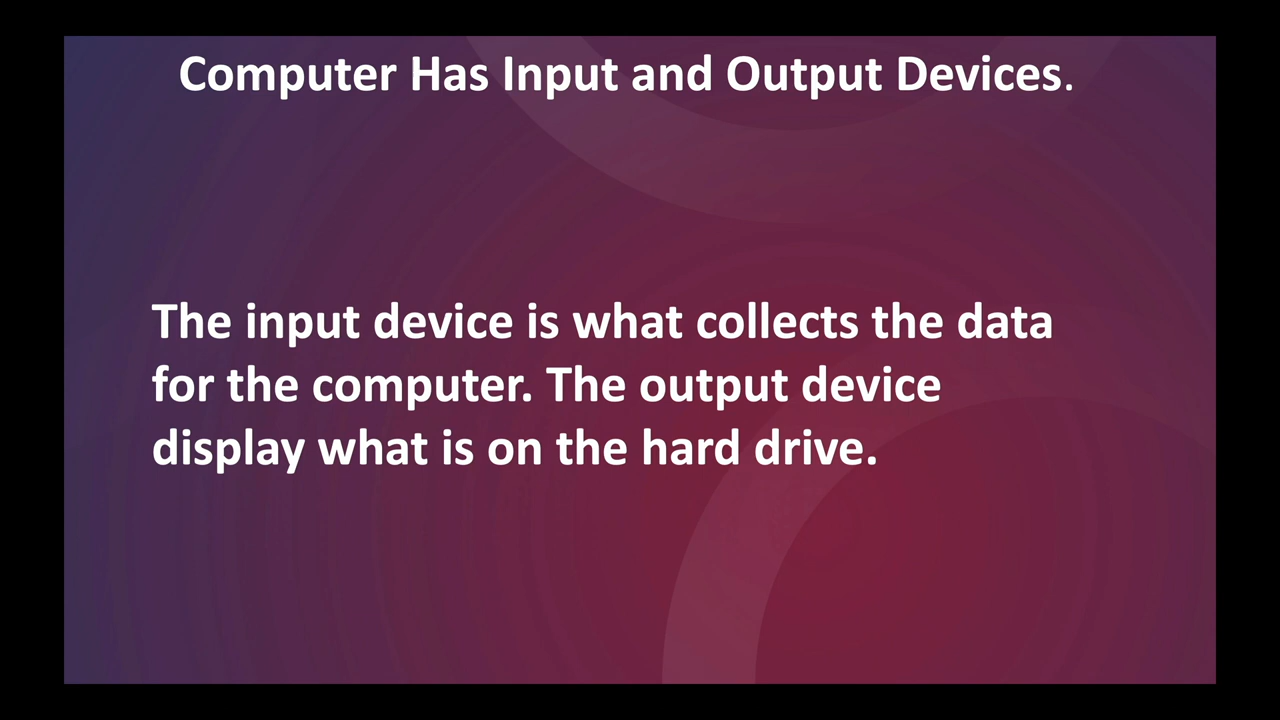 Computer Has Input and Output Devices.
The input device is what collects the data
for the computer. The output device
display what is on the hard drive.